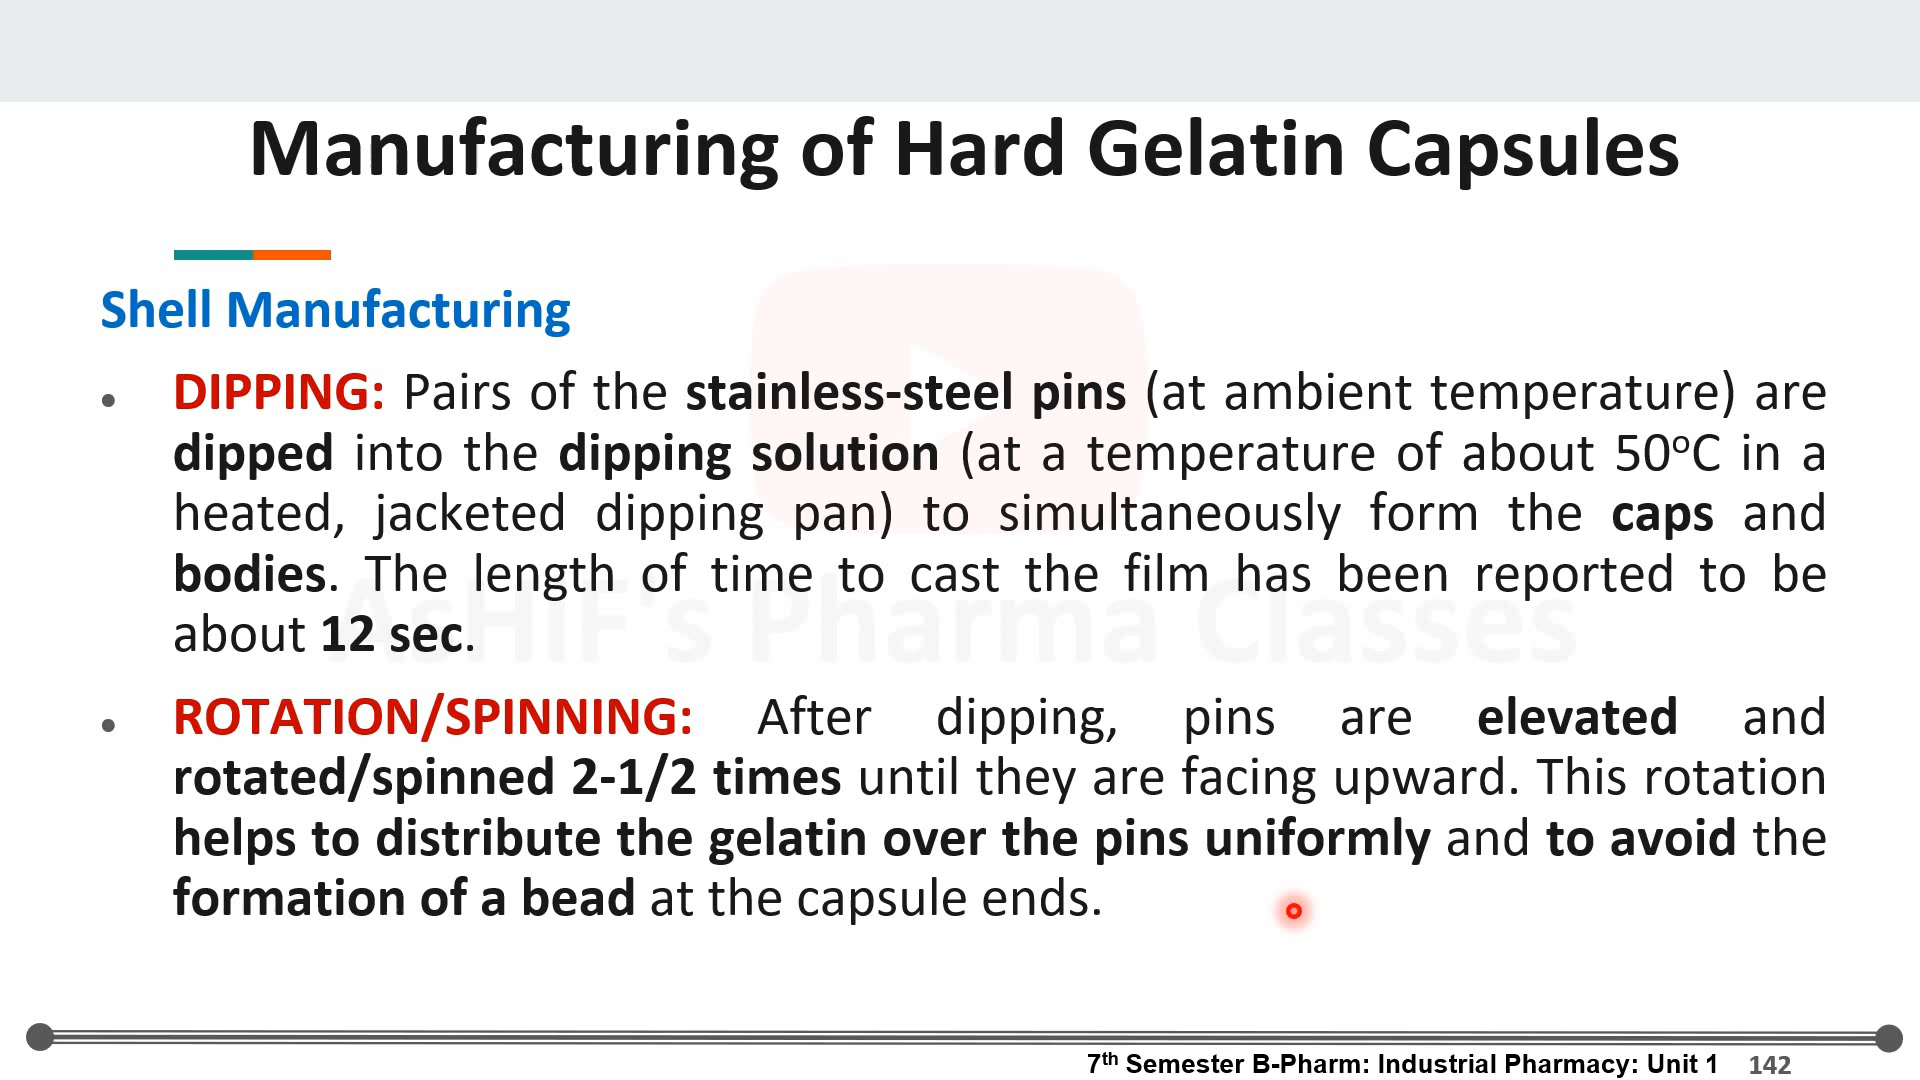 Manufacturing of Hard Gelatin Capsules
Shell Manufacturing
• DIPPING: Pairs of the stainless-steel pins (at ambient temperature) are
dipped into the dipping solution (at a temperature of about 50ºC in a
heated, jacketed dipping pan) to simultaneously form the caps and
bodies. The length of time to cast the film has been reported to be
about 12 sec.
AsHIF's Pharma Classes
• ROTATION/SPINNING: After dipping, pins are elevated and
rotated/spinned 2-1/2 times until they are facing upward. This rotation
helps to distribute the gelatin over the pins uniformly and to avoid the
formation of a bead at the capsule ends.
7th Semester B-Pharm: Industrial Pharmacy: Unit 1 142